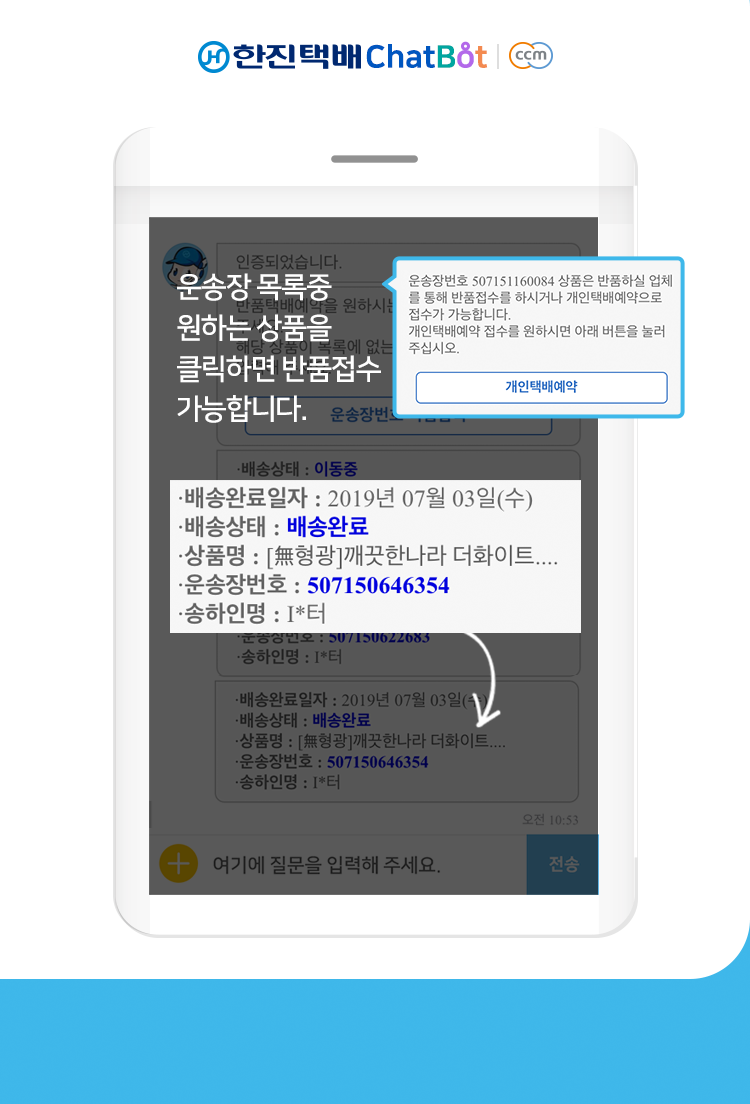 한진택배 ChatBot ccm
인증되었습니다.
운송장 목록중
원하는 상품을
클릭하면 반품접수
가능합니다.
운송장번호 507151160084 상품은 반품하실 업체
를 통해 반품접수를 하시거나 개인택배예약으로
접수가 가능합니다.
개인택배예약 접수를 원하시면 아래 버튼을 눌러
주십시오.
개인택배예약
반품택배예약을 원하시는
해당 상품이 목록에 없는
운송장번호
·배송상태 : 이동중
·배송완료일자 : 2019년 07월 03일(수)
·배송상태 : 배송완료
·상품명 : [無형광]깨끗한나라 더화이트....
·운송장번호 : 507150646354
·송하인명 : I*터
·운송장번호 : 507150622683
·송하인명 : I*터
·배송완료일자 : 2019년 07월 03일(수)
·배송상태 : 배송완료
·상품명 : [無형광]깨끗한나라 더화이트....
·운송장번호 : 507150646354
·송하인명 : I*터
오전 10:53
여기에 질문을 입력해 주세요.
전송